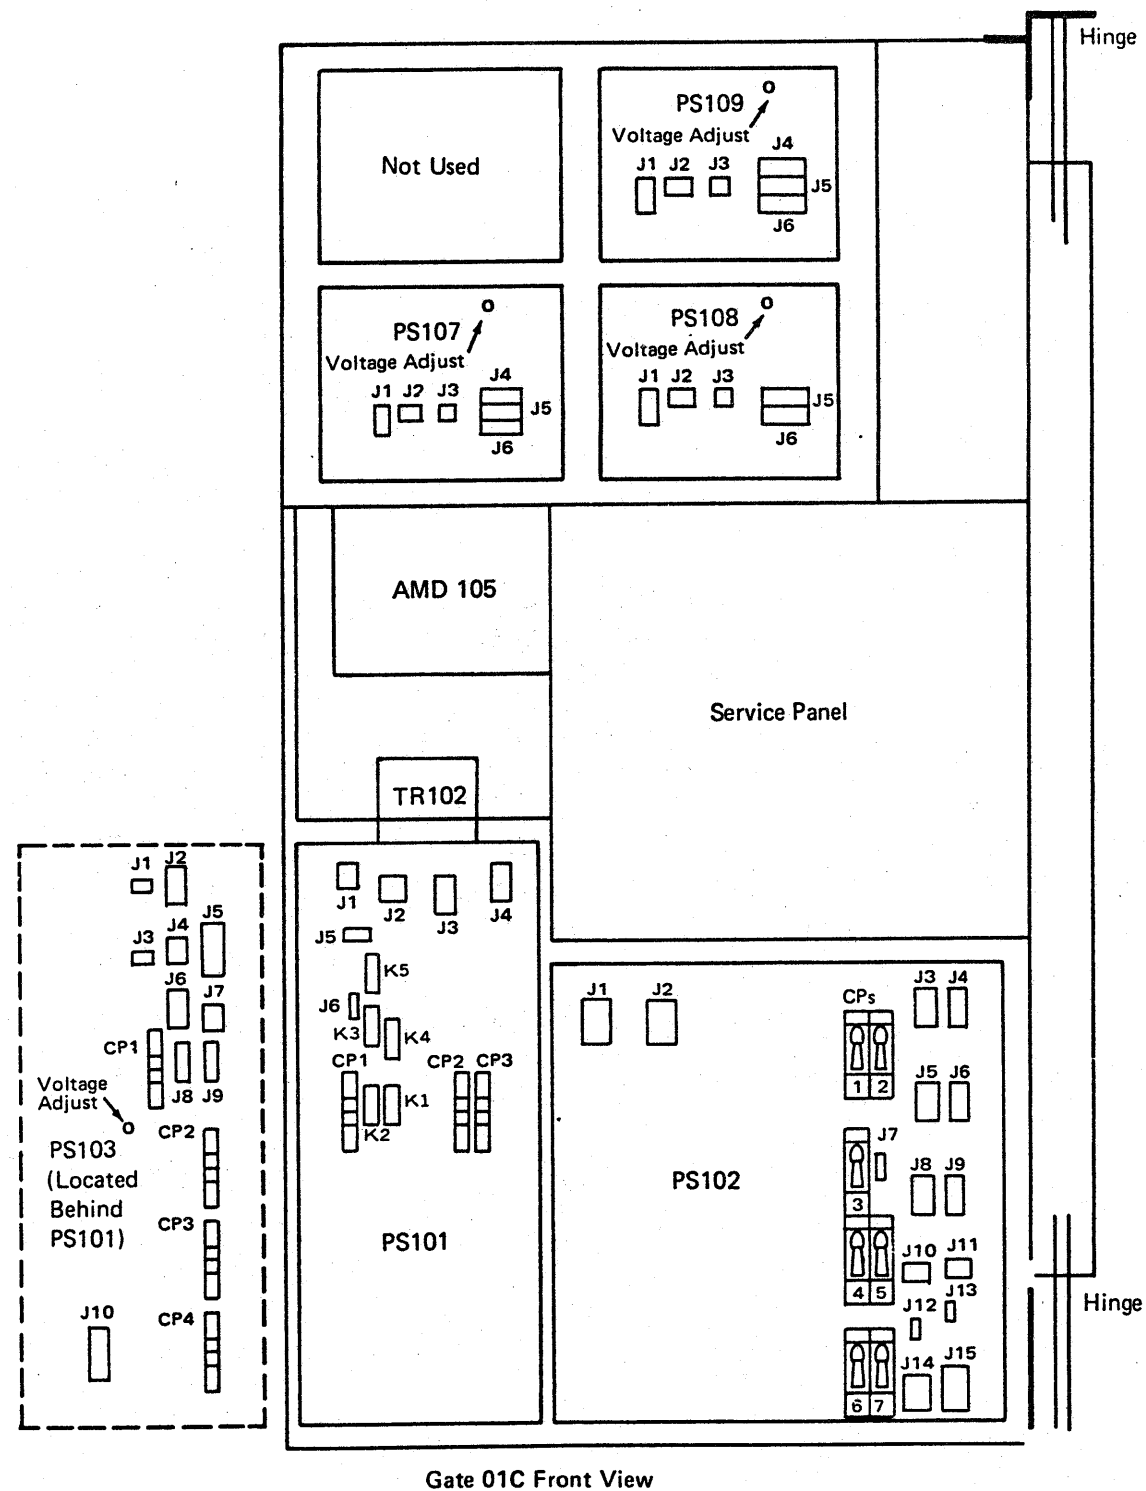 Hinge
PS109
Voltage Adjust
J1 J2 J3 J4
J5
J6
Not Used
PS107
Voltage Adjust
J1 J2 J3 J4
J5
J6
PS108
Voltage Adjust
J1 J2 J3
J5
J6
AMD 105
Service Panel
TR102
J1 J2
J3 J4 J5
J6 J7
CP1
J8 J9
Voltage
Adjust
CP2
PS103
(Located
Behind
PS101)
CP3
J10
CP4
J1 J2 J3 J4
J5
K5
J6
K3 K4
CP1 CP2 CP3
K1
K2
PS101
J1 J2
CPs
J3 J4
1 2
J5 J6
J7
3
J8 J9
PS102
4 5
J10 J11
J12 J13
6 7
J14 J15
Hinge
Gate 01C Front View